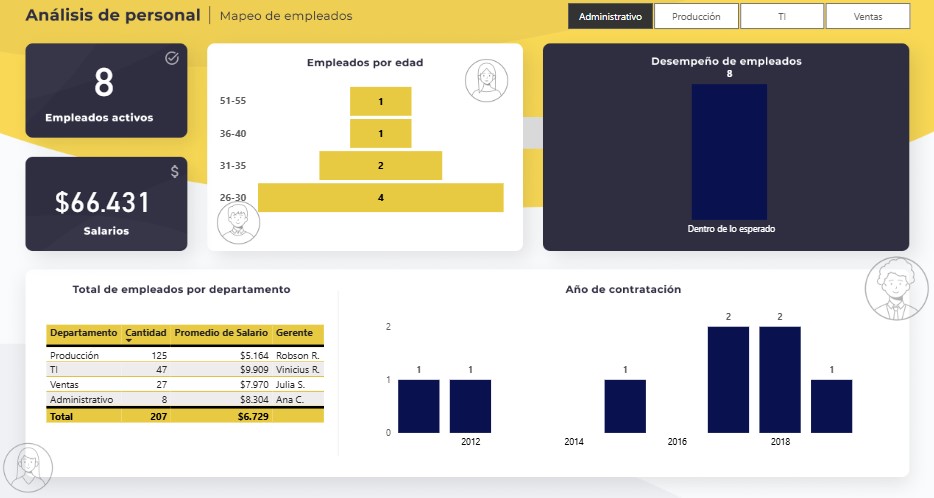 Análisis de personal | Mapeo de empleados
Administrativo
Producción
TI
Ventas
8
Empleados activos
$
$66.431
Salarios
Empleados por edad
51-55
1
36-40
1
31-35
2
26-30
4
Desempeño de empleados
8
Dentro de lo esperado
Total de empleados por departamento
Departamento Cantidad Promedio de Salario Gerente
Producción 125 $5.164 Robson R.
TI 47 $9.909 Vinicius R.
Ventas 27 $7.970 Julia S.
Administrativo 8 $8.304 Ana C.
Total 207 $6.729
Año de contratación
2
1
0
1 1 1 2 2 1
2012 2014 2016 2018